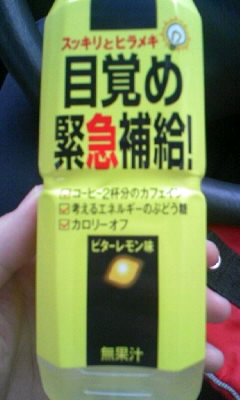 スッキリとヒラメキ
目覚め
緊急補給!
コーヒー2杯分のカフェイン
考えるエネルギーのぶどう糖
カロリーオフ
ビターレモン味
無果汁